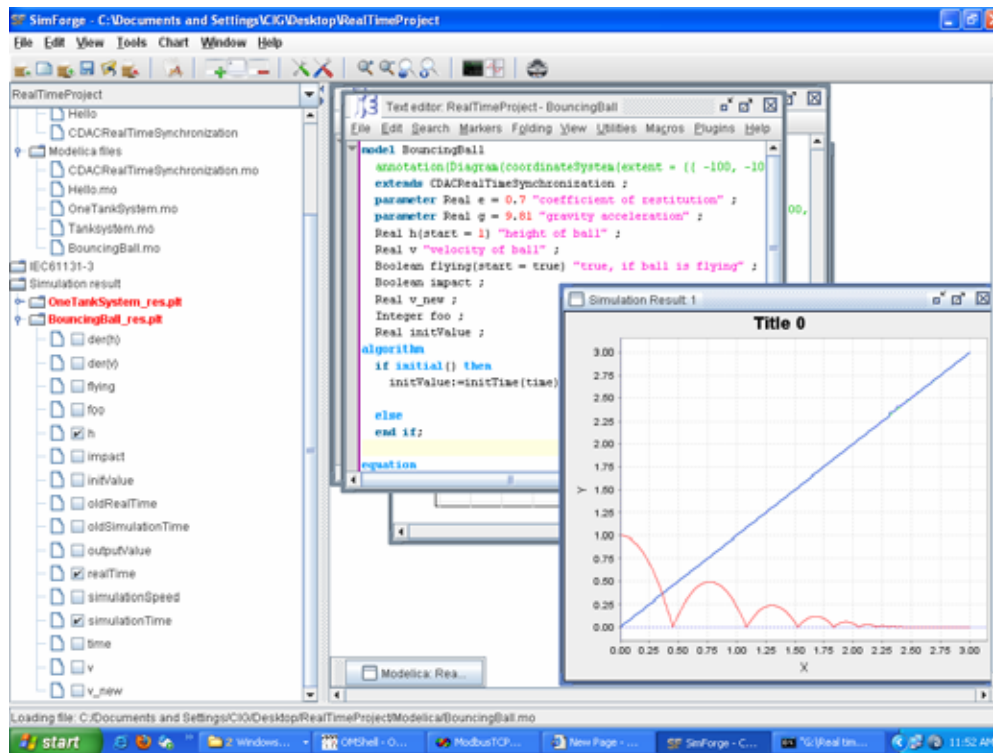 SimForge - C:\Documents and Settings\CIG\Desktop\RealTimeProject
File Edit View Tools Chart Window Help
RealTimeProject
Hello
CDACRealTimeSynchronization
Modelica files
CDACRealTimeSynchronization.mo
Hello.mo
OneTankSystem.mo
Tanksystem.mo
BouncingBall.mo
IEC61131-3
Simulation result
OneTankSystem_res.plt
BouncingBall_res.plt
der(h)
der(v)
flying
foo
h
impact
initValue
oldRealTime
oldSimulationTime
outputValue
realTime
simulationSpeed
simulationTime
time
v
v_new
Text editor: RealTimeProject - BouncingBall
File Edit Search Markers Folding View Utilities Macros Plugins Help
model BouncingBall
annotation(Diagram(coordinateSystem(extent = {{ -100, -10
extends CDACRealTimeSynchronization ;
parameter Real e = 0.7 "coefficient of restitution" ;
parameter Real g = 9.81 "gravity acceleration" ;
Real h(start = 1) "height of ball" ;
Real v "velocity of ball" ;
Boolean flying(start = true) "true, if ball is flying" ;
Boolean impact ;
Real v_new ;
Integer foo ;
Real initValue ;
algorithm
if initial() then
initValue:=initTime(time)
else
end if;
equation
00,
Simulation Result: 1
Title 0
3.00
2.75
2.50
2.25
2.00
1.75
1.50
1.25
1.00
0.75
0.50
0.25
0.00
Y
0.00 0.25 0.50 0.75 1.00 1.25 1.50 1.75 2.00 2.25 2.50 2.75 3.00
X
Modelica: Rea...
Loading file: C:/Documents and Settings/CIG/Desktop/RealTimeProject/Modelica/BouncingBall.mo
start
2 Windows...
OMShell - O...
ModbusTCP...
New Page - ...
SimForge - C...
"G:\Real tim...
11:52 AM